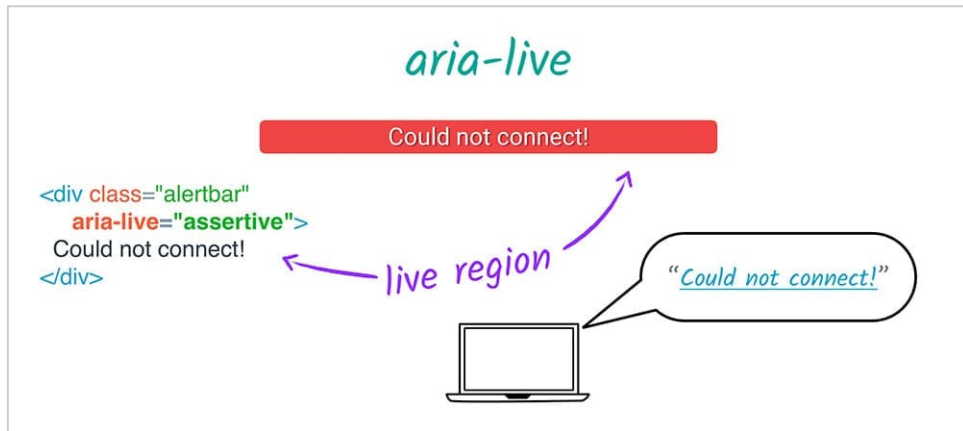 aria-live
Could not connect!
<div class="alertbar"
aria-live="assertive">
Could not connect!
</div>
live region
“Could not connect!”